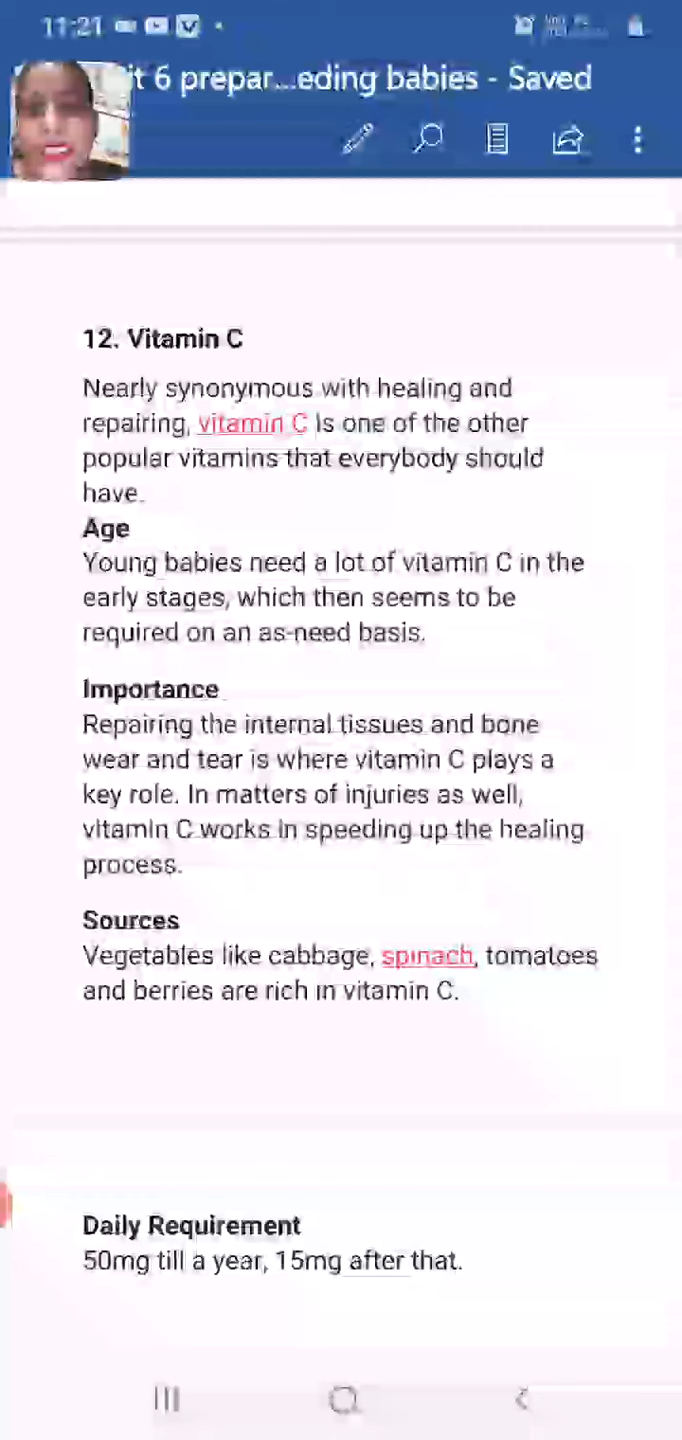 11:21
it 6 prepar...eding babies - Saved
12. Vitamin C
Nearly synonymous with healing and
repairing, vitamin C is one of the other
popular vitamins that everybody should
have.
Age
Young babies need a lot of vitamin C in the
early stages, which then seems to be
required on an as-need basis.
Importance
Repairing the internal tissues and bone
wear and tear is where vitamin C plays a
key role. In matters of injuries as well,
vitamin C works in speeding up the healing
process.
Sources
Vegetables like cabbage, spinach, tomatoes
and berries are rich in vitamin C.
Daily Requirement
50mg till a year, 15mg after that.